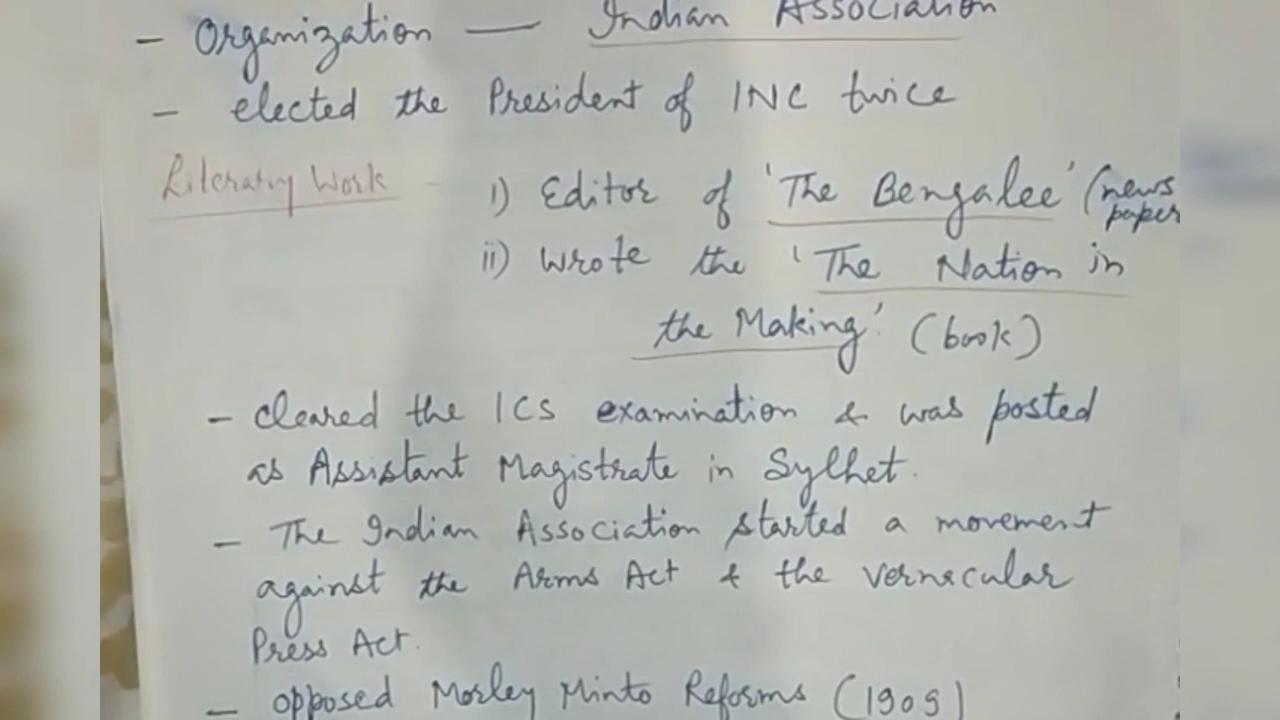 - Organization — Indian Association
- elected the President of INC twice
Literary Work - i) Editor of 'The Bengalee' (news paper
ii) wrote the 'The Nation in
the Making' (book)
- cleared the ICS examination & was posted
as Assistant Magistrate in Sylhet.
- The Indian Association started a movement
against the Arms Act & the vernacular
Press Act.
- opposed Morley Minto Reforms (1909)